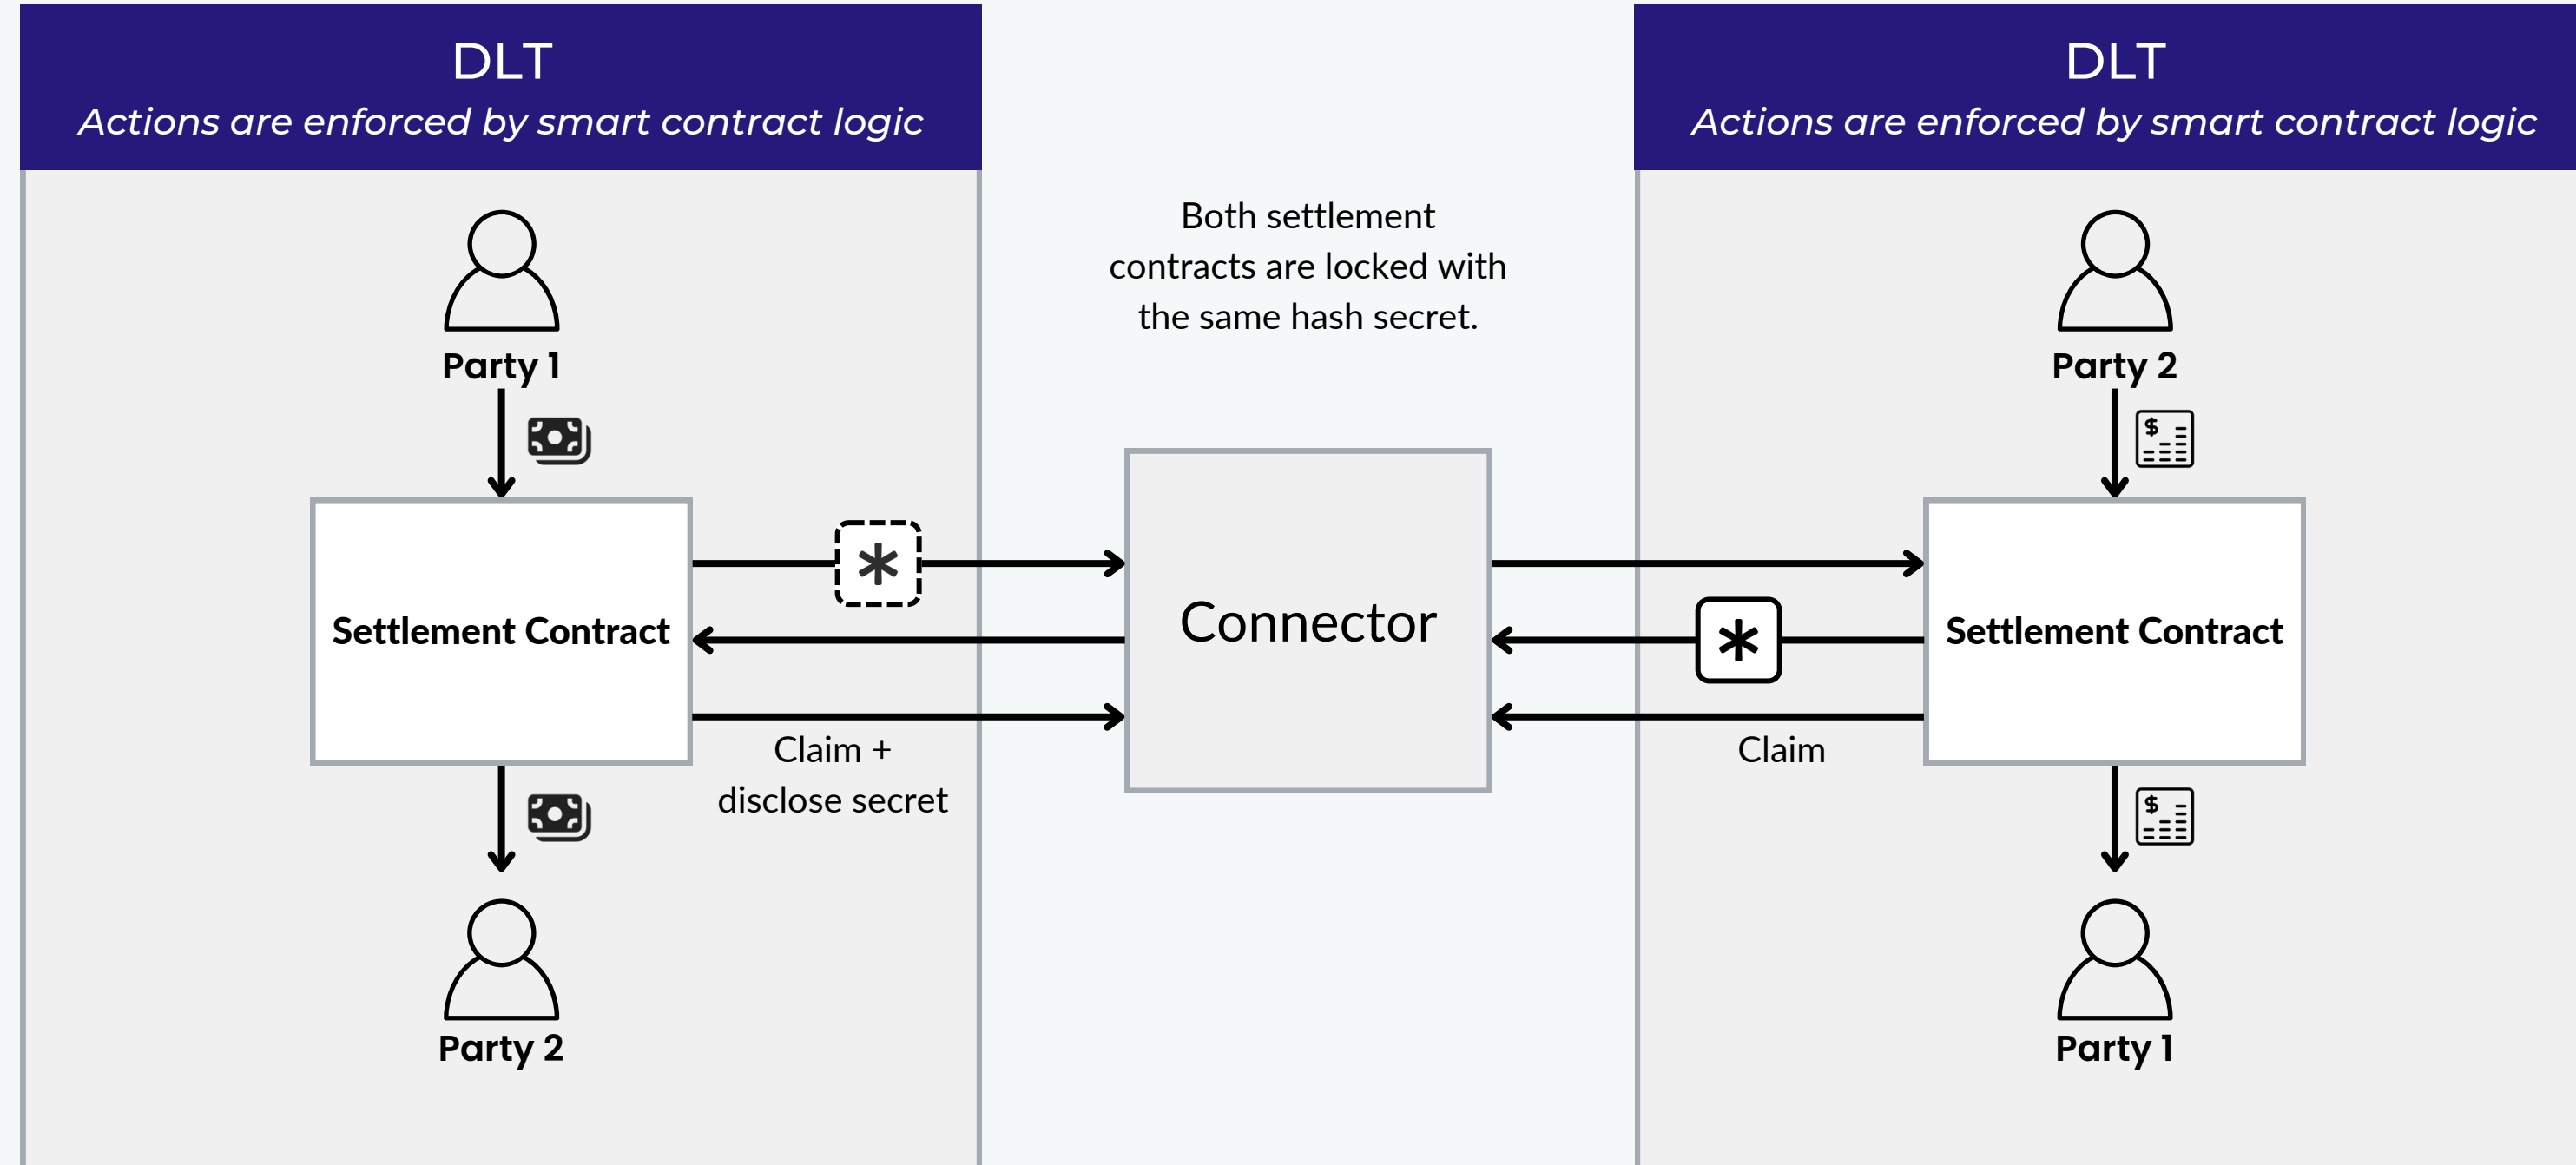 DLT
Actions are enforced by smart contract logic
DLT
Actions are enforced by smart contract logic
Both settlement
contracts are locked with
the same hash secret.
Party 1
Party 2
$
Settlement Contract
*
Connector
*
Settlement Contract
Claim +
disclose secret
Claim
$
Party 2
Party 1